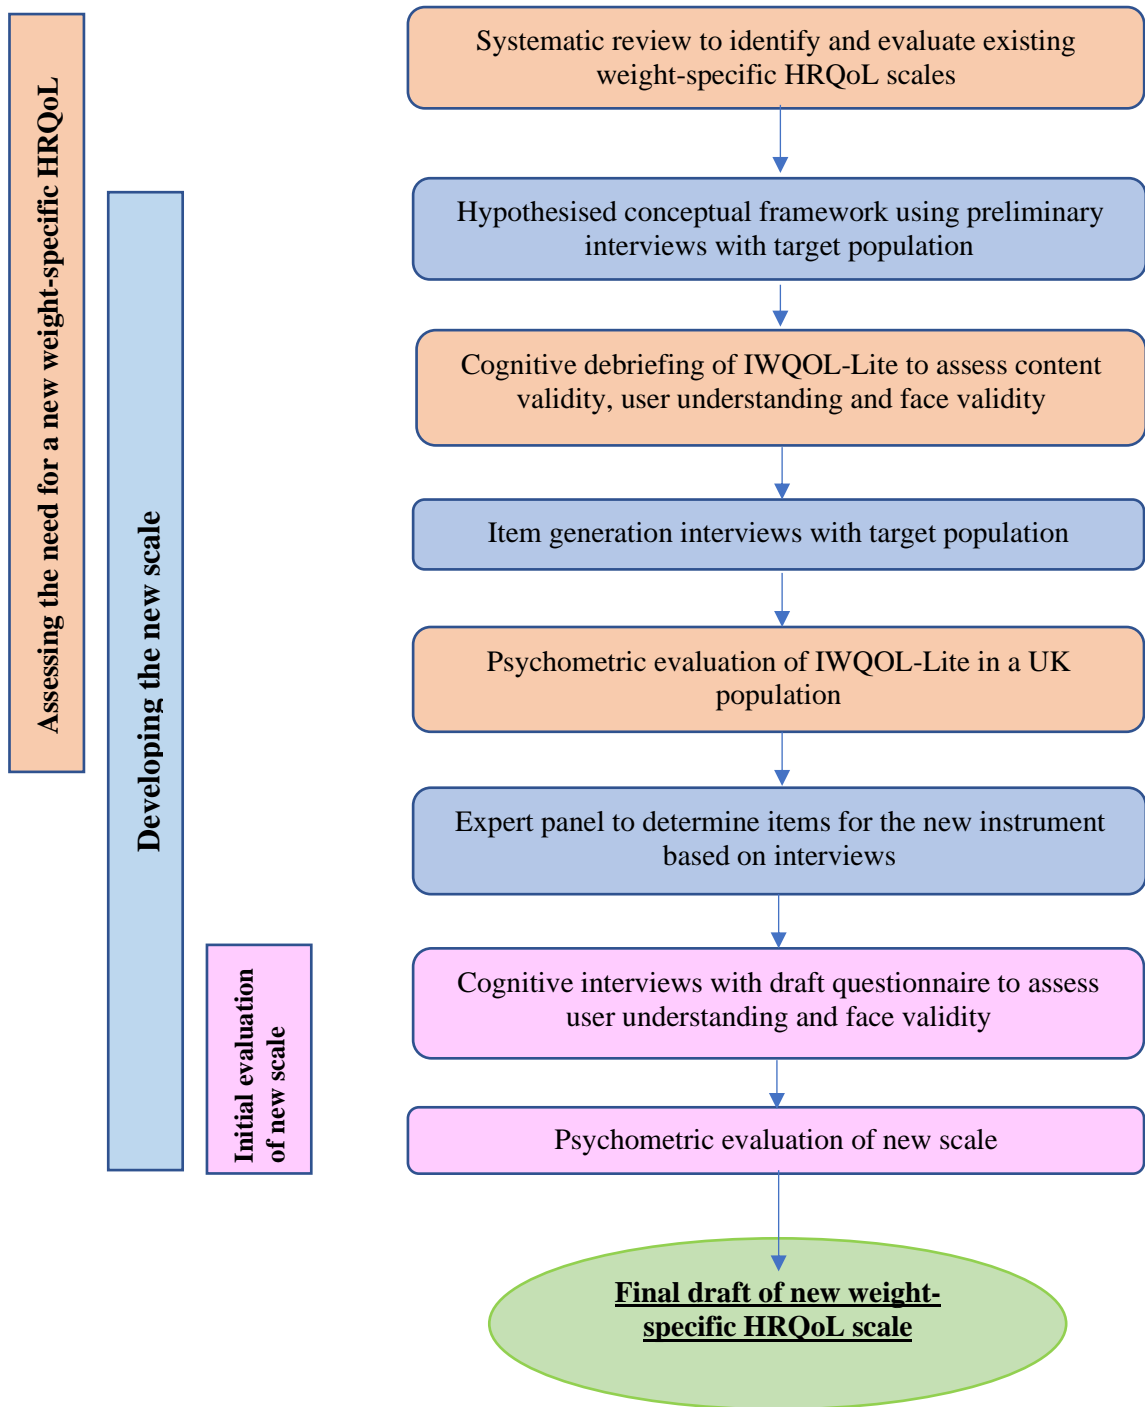 Assessing the need for a new weight-specific HRQoL
Developing the new scale
Initial evaluation
of new scale
Systematic review to identify and evaluate existing
weight-specific HRQoL scales
Hypothesised conceptual framework using preliminary
interviews with target population
Cognitive debriefing of IWQOL-Lite to assess content
validity, user understanding and face validity
Item generation interviews with target population
Psychometric evaluation of IWQOL-Lite in a UK
population
Expert panel to determine items for the new instrument
based on interviews
Cognitive interviews with draft questionnaire to assess
user understanding and face validity
Psychometric evaluation of new scale
Final draft of new weight-
specific HRQoL scale